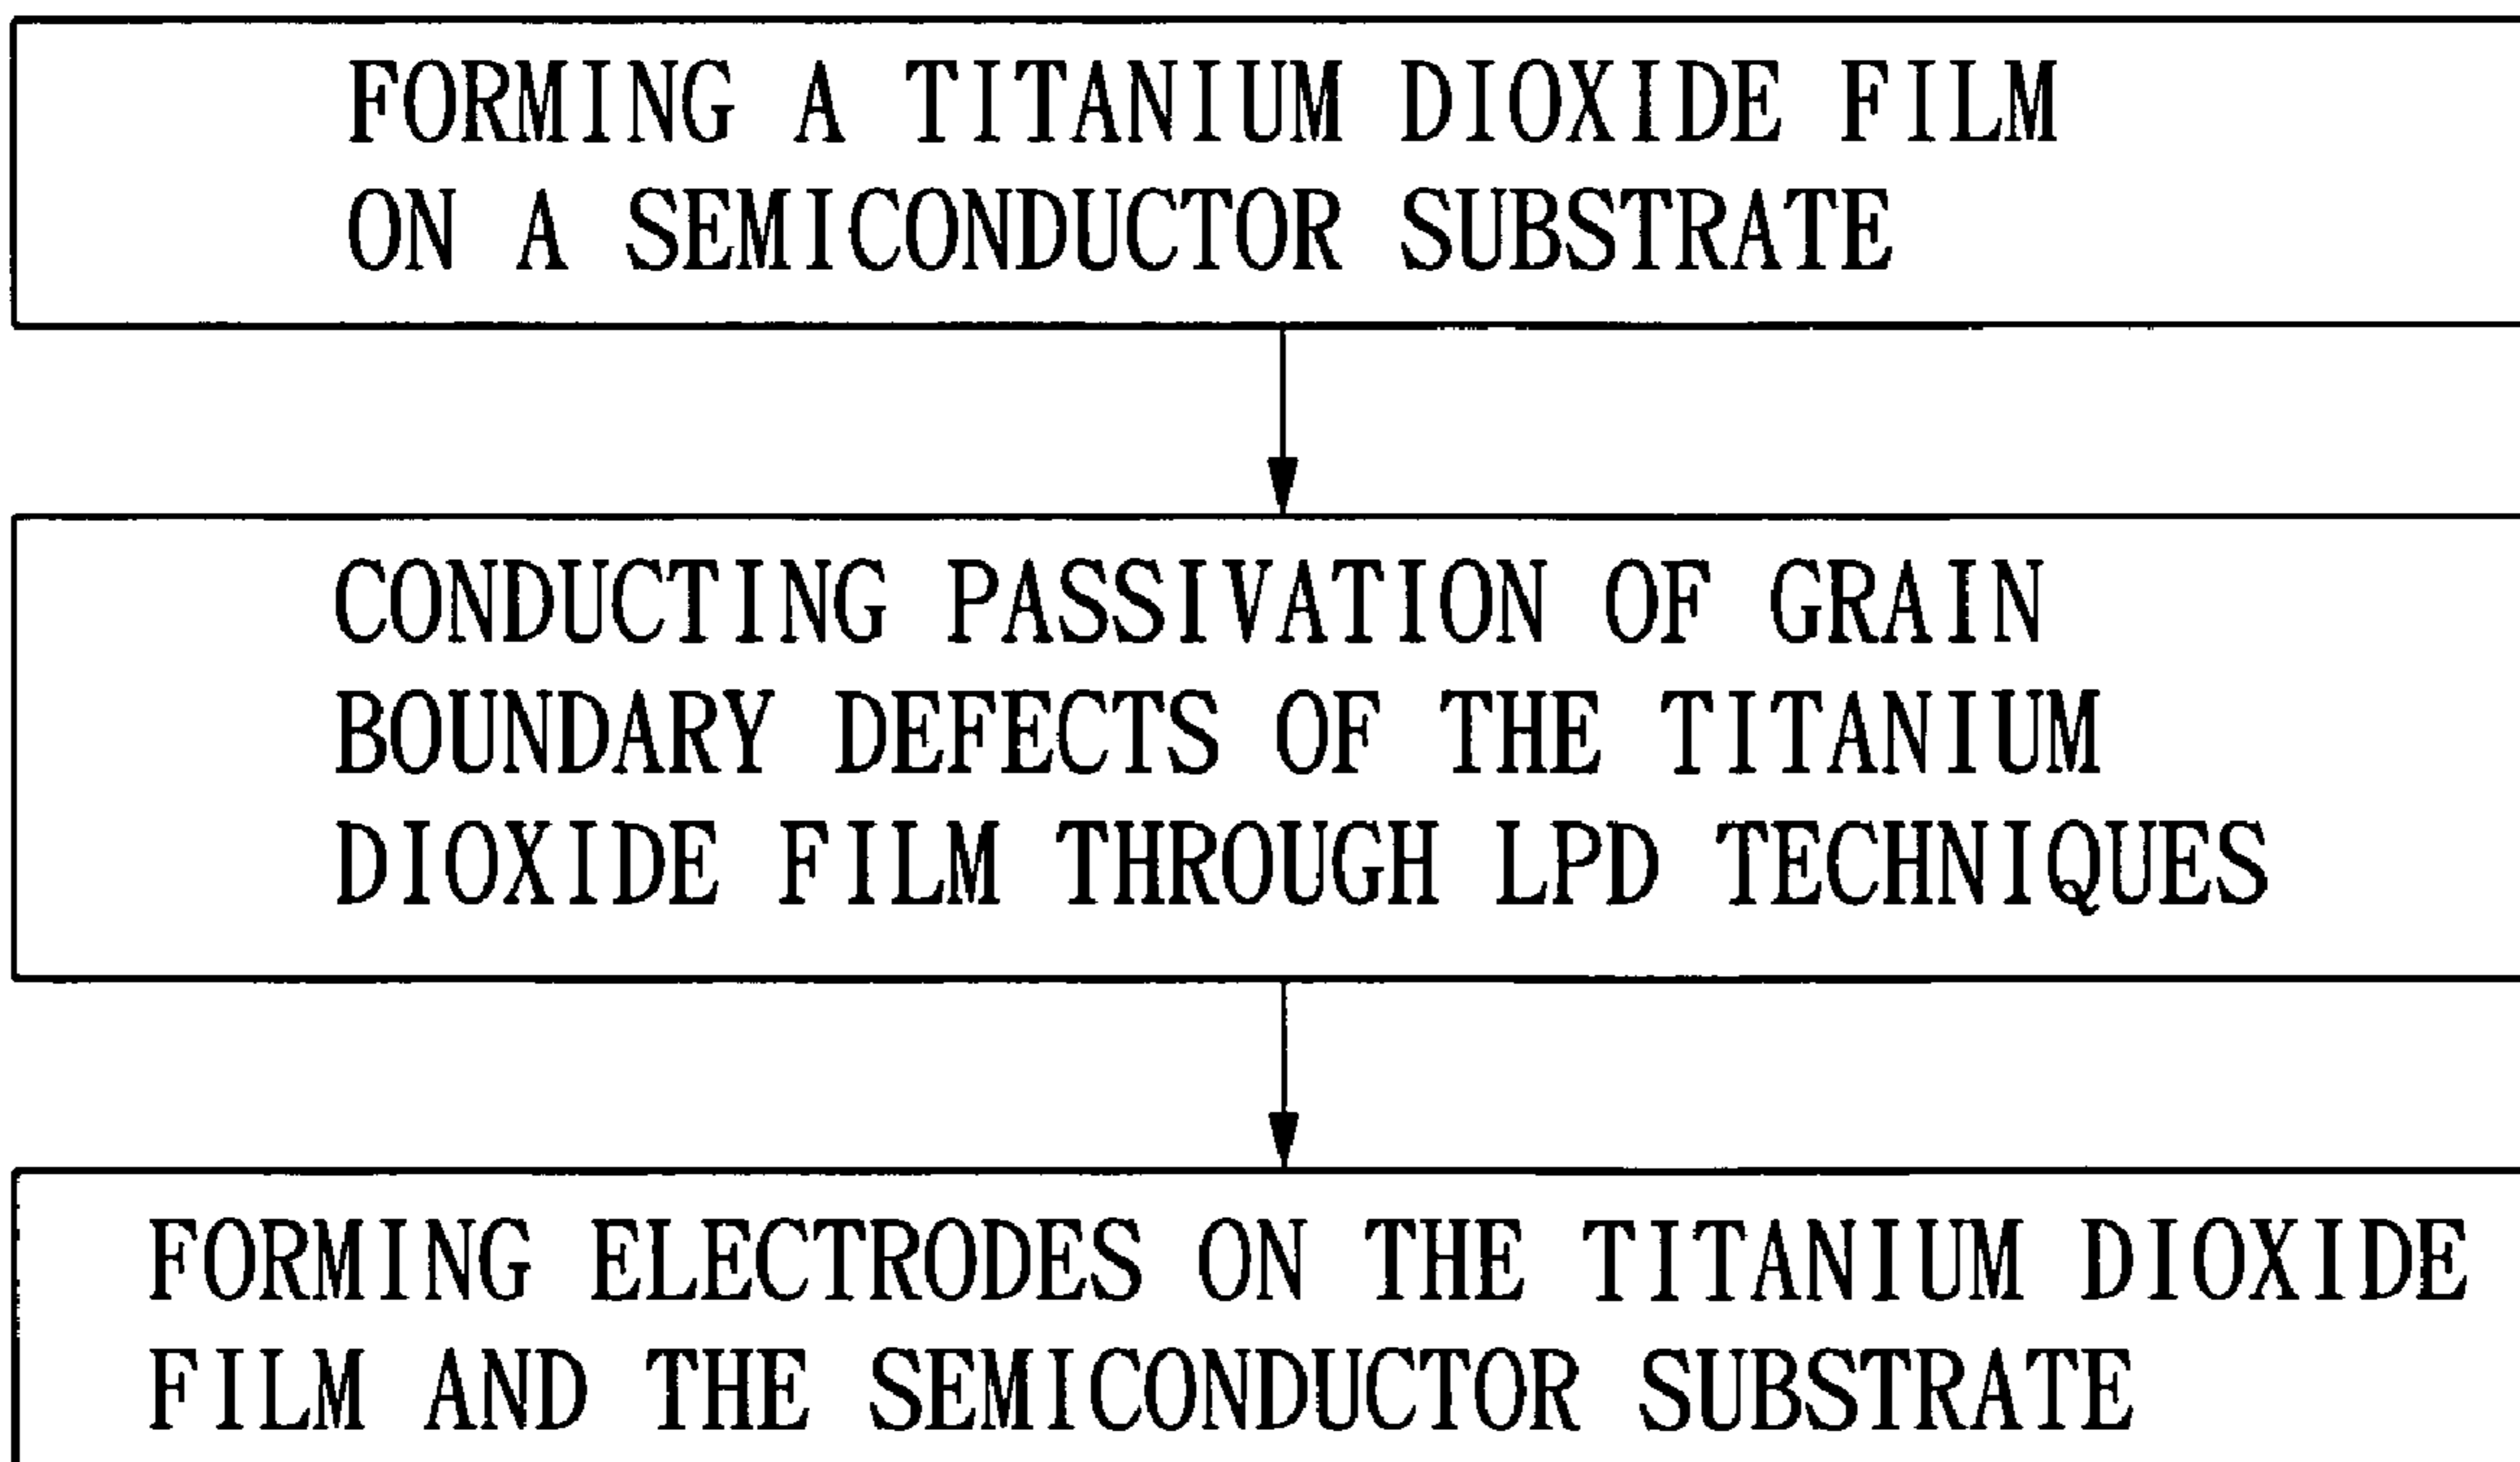 FORMING A TITANIUM DIOXIDE FILM
ON A SEMICONDUCTOR SUBSTRATE
CONDUCTING PASSIVATION OF GRAIN
BOUNDARY DEFECTS OF THE TITANIUM
DIOXIDE FILM THROUGH LPD TECHNIQUES
FORMING ELECTRODES ON THE TITANIUM DIOXIDE
FILM AND THE SEMICONDUCTOR SUBSTRATE